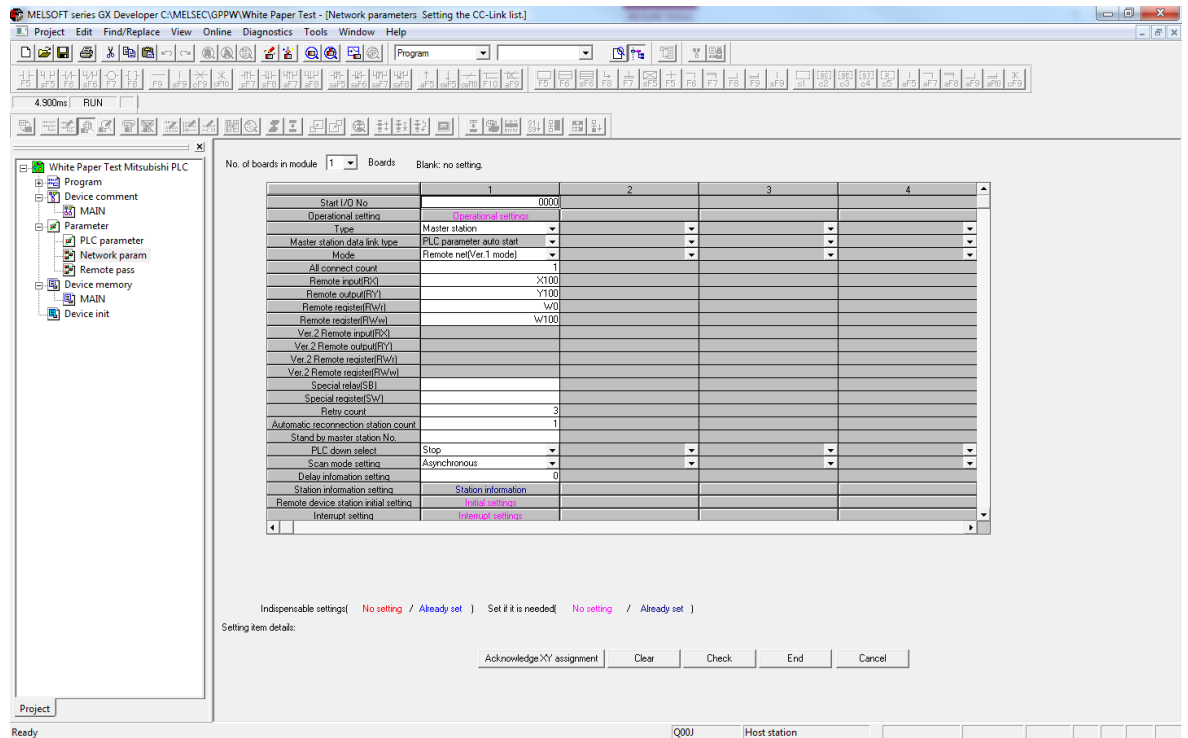 MELSOFT series GX Developer C:\MELSEC\GPPW\White Paper Test - [Network parameters Setting the CC-Link list.]
Project Edit Find/Replace View Online Diagnostics Tools Window Help
Program
4.900ms RUN
White Paper Test Mitsubishi PLC
Program
Device comment
MAIN
Parameter
PLC parameter
Network param
Remote pass
Device memory
MAIN
Device init
Project
No. of boards in module 1 Boards Blank: no setting.
1 2 3 4
Start I/O No 0000
Operational setting Operational settings
Type Master station
Master station data link type PLC parameter auto start
Mode Remote net(Ver.1 mode)
All connect count 1
Remote input(RX) X100
Remote output(RY) Y100
Remote register(RWr) W0
Remote register(RWw) W100
Ver.2 Remote input(RX)
Ver.2 Remote output(RY)
Ver.2 Remote register(RWr)
Ver.2 Remote register(RWw)
Special relay(SB)
Special register(SW)
Retry count 3
Automatic reconnection station count 1
Stand by master station No.
PLC down select Stop
Scan mode setting Asynchronous
Delay infomation setting 0
Station information setting Station information
Remote device station initial setting Initial settings
Interrupt setting Interrupt settings
Indispensable settings( No setting / Already set ) Set if it is needed( No setting / Already set )
Setting item details:
Acknowledge XY assignment Clear Check End Cancel
Ready Q00J Host station